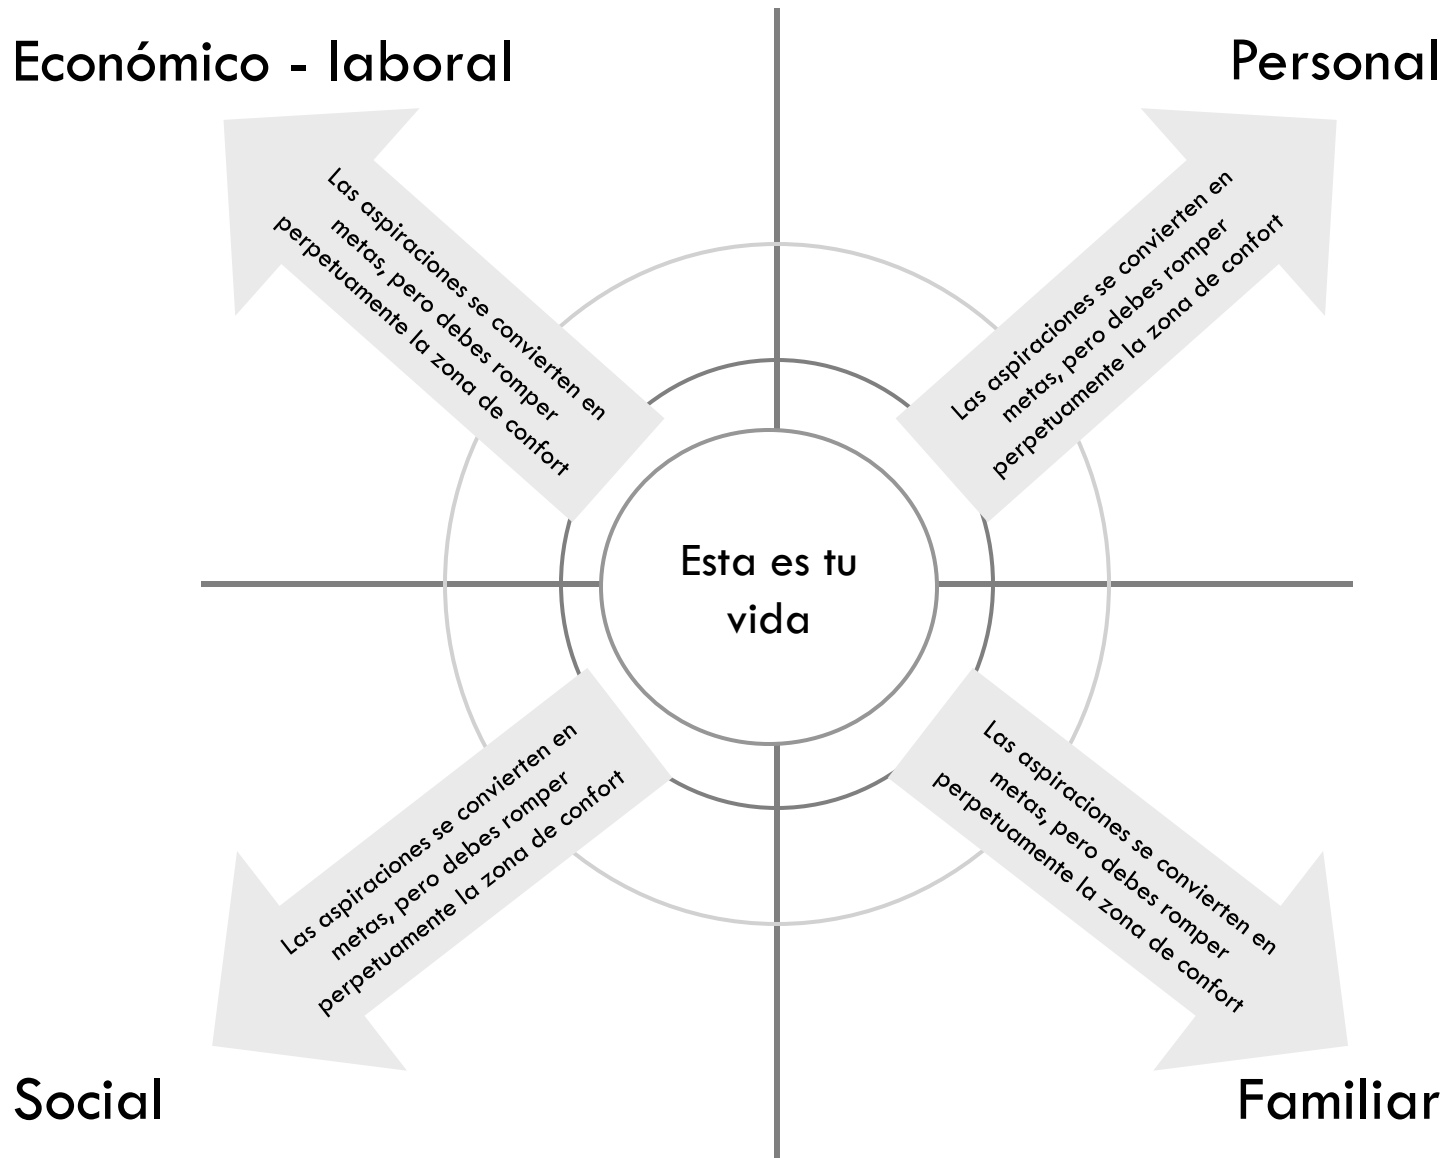 Económico - laboral
Personal
Las aspiraciones se convierten en
metas, pero debes romper
perpetuamente la zona de confort
Las aspiraciones se convierten en
metas, pero debes romper
perpetuamente la zona de confort
Esta es tu
vida
Las aspiraciones se convierten en
metas, pero debes romper
perpetuamente la zona de confort
Las aspiraciones se convierten en
metas, pero debes romper
perpetuamente la zona de confort
Social
Familiar